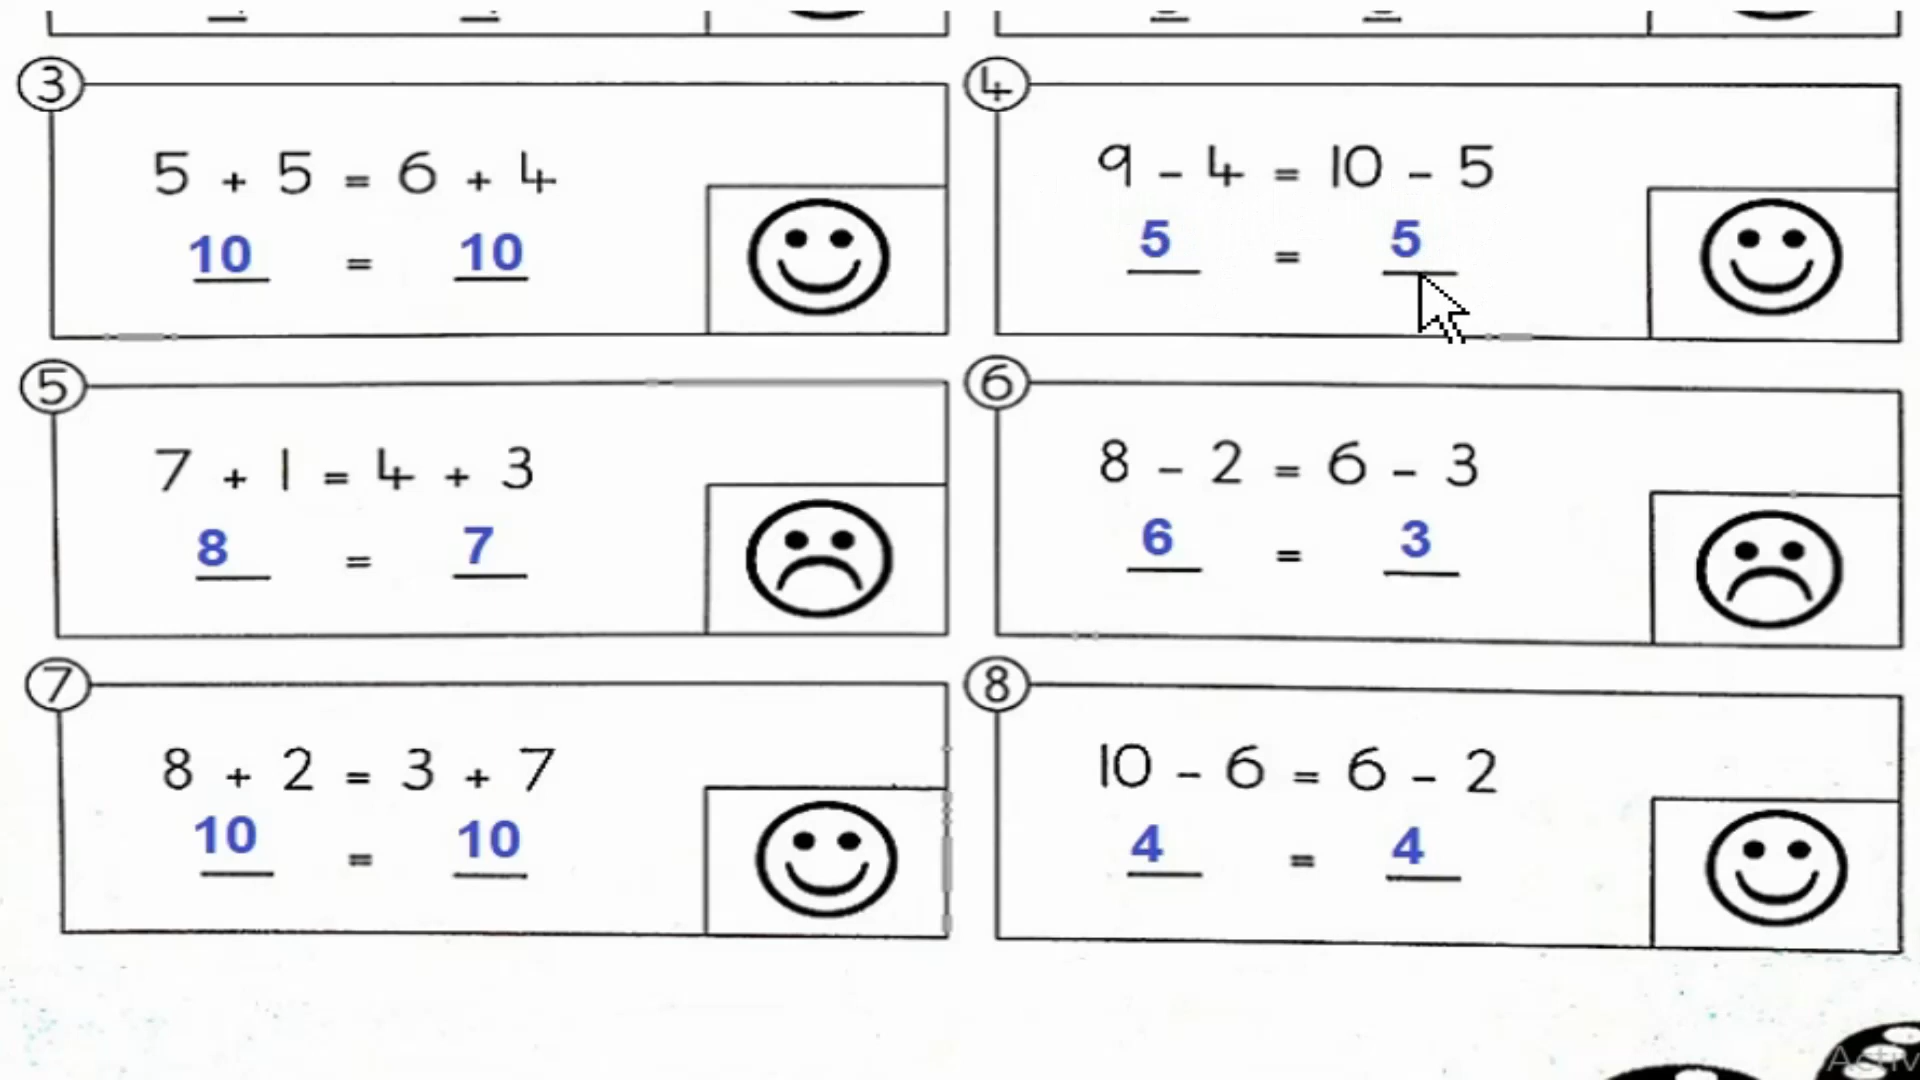 3
5 + 5 = 6 + 4
10 = 10
4
9 - 4 = 10 - 5
5 = 5
5
7 + 1 = 4 + 3
8 = 7
6
8 - 2 = 6 - 3
6 = 3
7
8 + 2 = 3 + 7
10 = 10
8
10 - 6 = 6 - 2
4 = 4